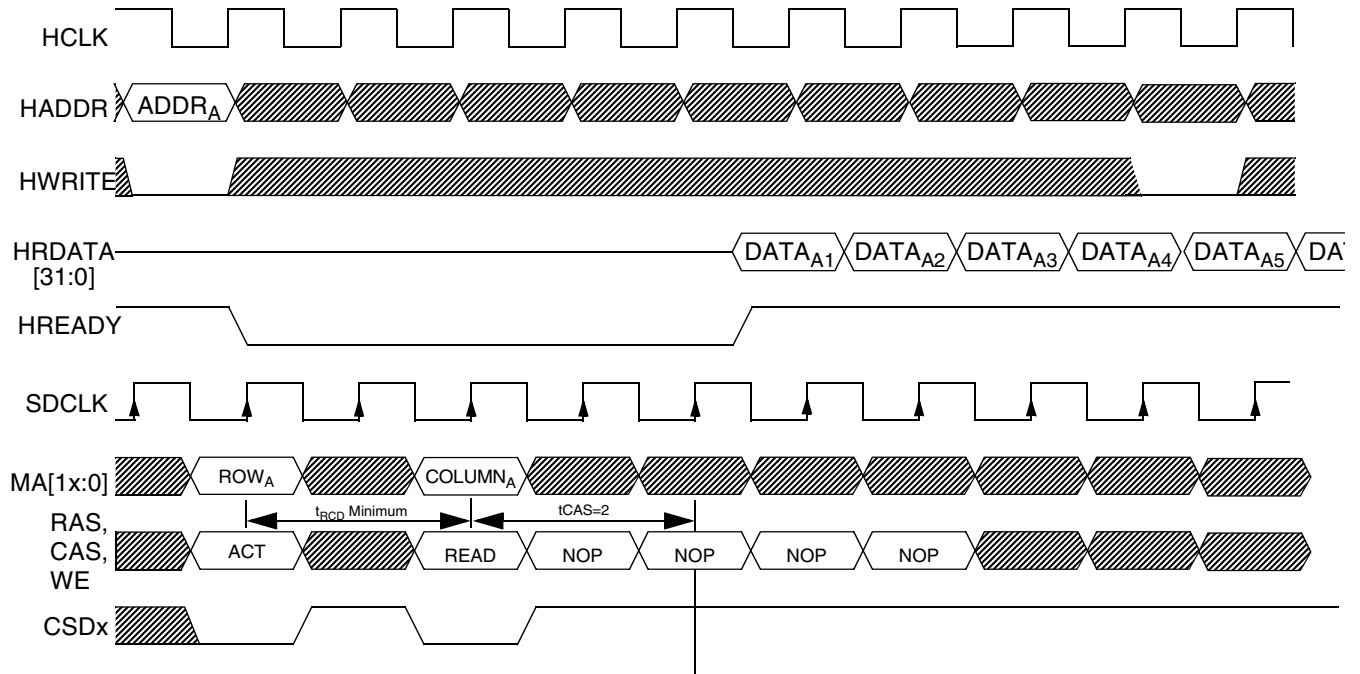 HCLK
HADDR ADDRA
HWRITE
HRDATA [31:0] DATAA1 DATAA2 DATAA3 DATAA4 DATAA5 DAT
HREADY
SDCLK
MA[1x:0] ROWA COLUMNA
tRCD Minimum tCAS=2
RAS, CAS, WE ACT READ NOP NOP NOP NOP
CSDx